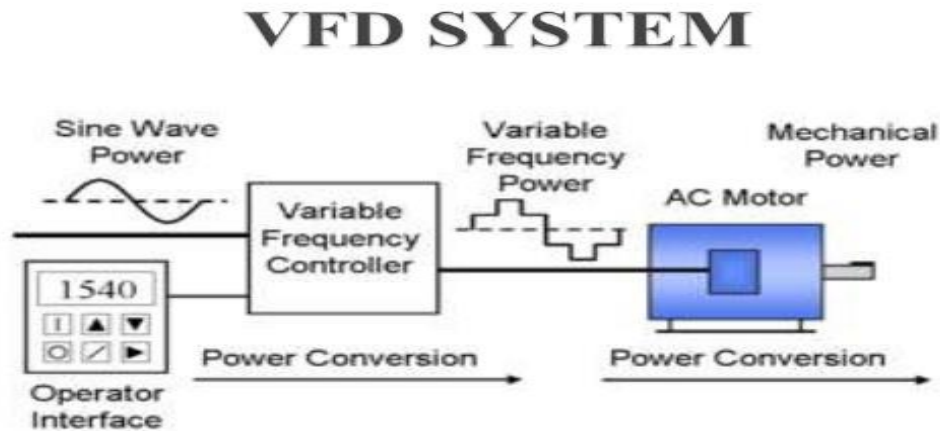 VFD SYSTEM
Sine Wave
Power
Variable
Frequency
Controller
Variable
Frequency
Power
Mechanical
Power
AC Motor
1540
Power Conversion
Power Conversion
Operator
Interface